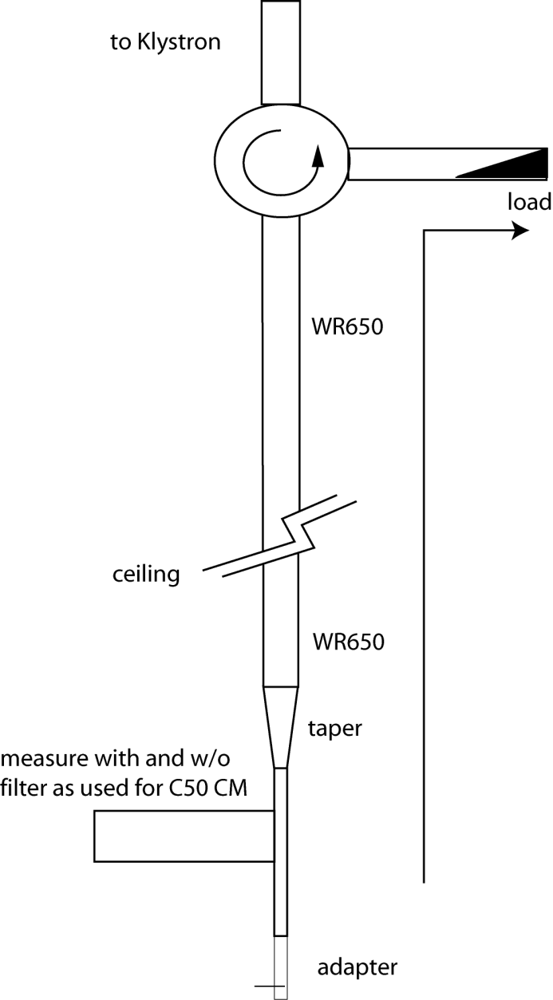 to Klystron
load
WR650
ceiling
WR650
taper
measure with and w/o
filter as used for C50 CM
adapter